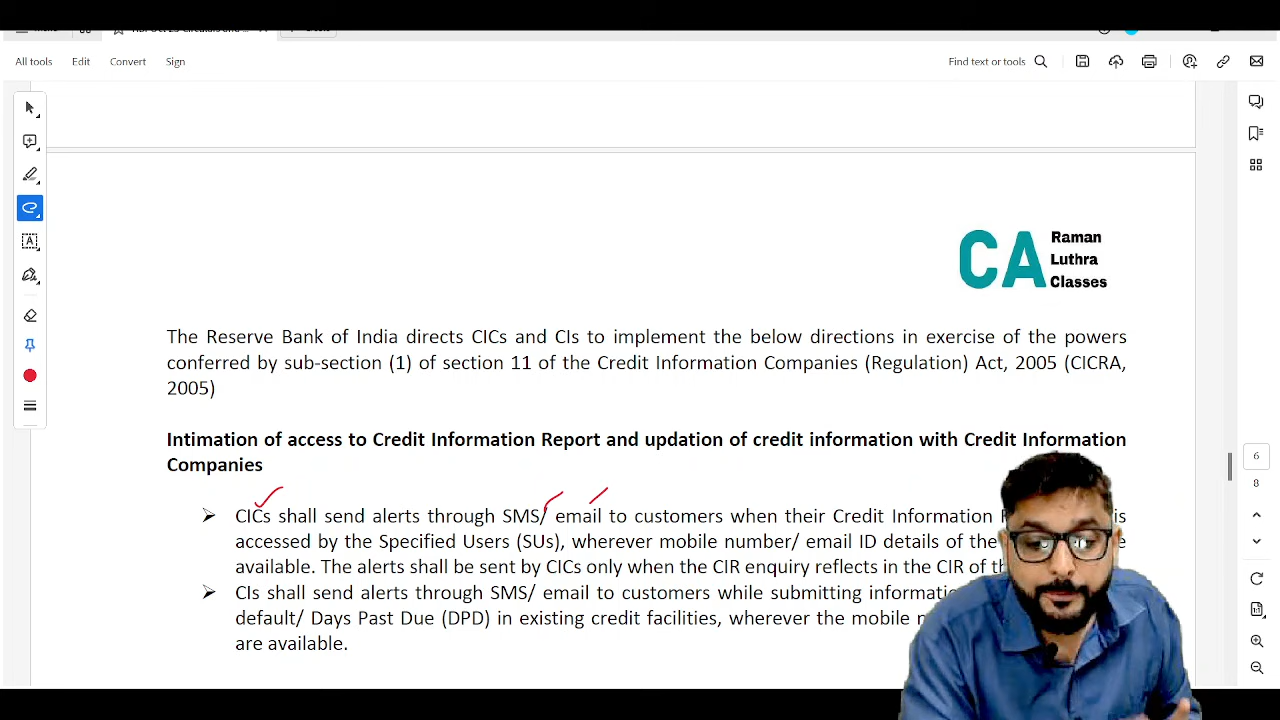 All tools Edit Convert Sign Find text or tools
CA Raman
Luthra
Classes
The Reserve Bank of India directs CICs and CIs to implement the below directions in exercise of the powers
conferred by sub-section (1) of section 11 of the Credit Information Companies (Regulation) Act, 2005 (CICRA,
2005)
Intimation of access to Credit Information Report and updation of credit information with Credit Information
Companies
CICs shall send alerts through SMS/ email to customers when their Credit Information is
accessed by the Specified Users (SUs), wherever mobile number/ email ID details of the
available. The alerts shall be sent by CICs only when the CIR enquiry reflects in the CIR of
CIs shall send alerts through SMS/ email to customers while submitting
default/ Days Past Due (DPD) in existing credit facilities, wherever the mobile
are available.
6
8